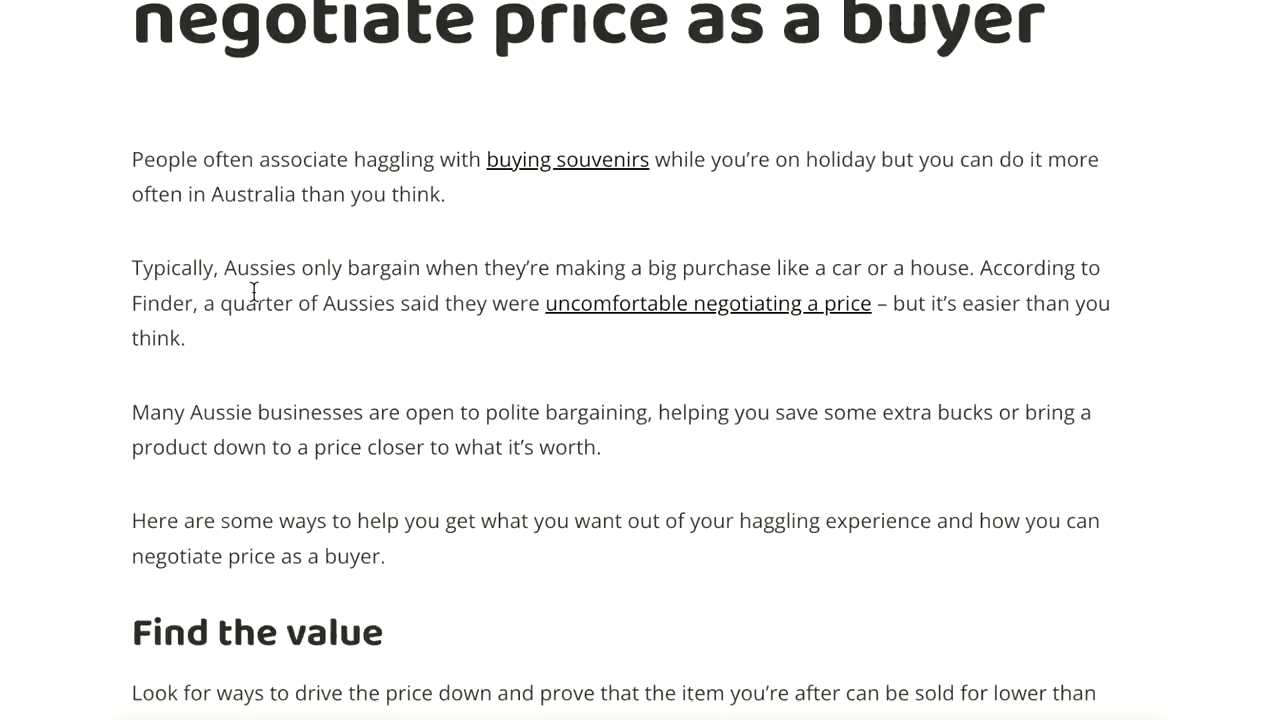 negotiate price as a buyer
People often associate haggling with buying souvenirs while you’re on holiday but you can do it more
often in Australia than you think.
Typically, Aussies only bargain when they’re making a big purchase like a car or a house. According to
Finder, a quarter of Aussies said they were uncomfortable negotiating a price – but it’s easier than you
think.
Many Aussie businesses are open to polite bargaining, helping you save some extra bucks or bring a
product down to a price closer to what it’s worth.
Here are some ways to help you get what you want out of your haggling experience and how you can
negotiate price as a buyer.
Find the value
Look for ways to drive the price down and prove that the item you’re after can be sold for lower than